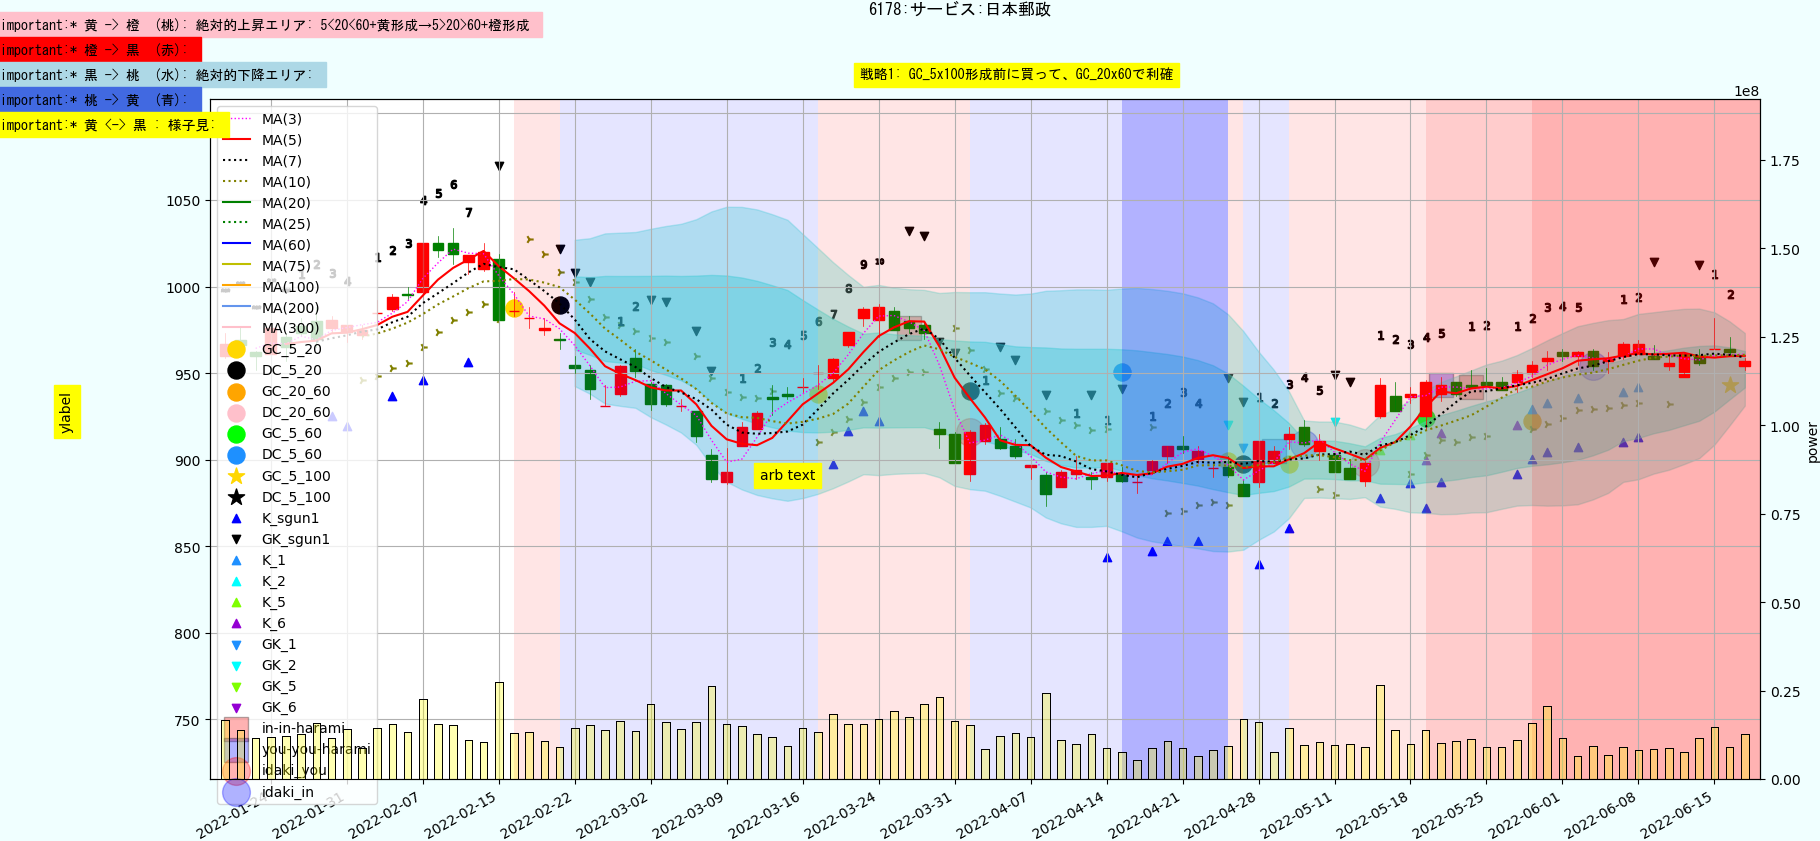 6178:サービス:日本郵政
important:* 黄 -> 橙 (桃): 絶対的上昇エリア: 5<20<60+黄形成→5>20>60+橙形成
important:* 橙 -> 黒 (赤):
important:* 黒 -> 桃 (水): 絶対的下降エリア:
戦略1: GC_5x100形成前に買って、GC_20x60で利確
important:* 桃 -> 黄 (青):
important:* 黄 <-> 黒 : 様子見:
1e8
MA(3)
MA(5)
MA(7)
MA(10)
MA(20)
MA(25)
MA(60)
MA(75)
MA(100)
MA(200)
MA(300)
GC_5_20
DC_5_20
GC_20_60
DC_20_60
GC_5_60
DC_5_60
GC_5_100
DC_5_100
K_sgun1
GK_sgun1
K_1
K_2
K_5
K_6
GK_1
GK_2
GK_5
GK_6
in-in-harami
you-you-harami
idaki_you
idaki_in
1050
1000
950
900
850
800
750
ylabel
arb text
1.75
1.50
1.25
1.00
0.75
0.50
0.25
0.00
power
2022-01-24
2022-01-31
2022-02-07
2022-02-15
2022-02-22
2022-03-02
2022-03-09
2022-03-16
2022-03-24
2022-03-31
2022-04-07
2022-04-14
2022-04-21
2022-04-28
2022-05-11
2022-05-18
2022-05-25
2022-06-01
2022-06-08
2022-06-15